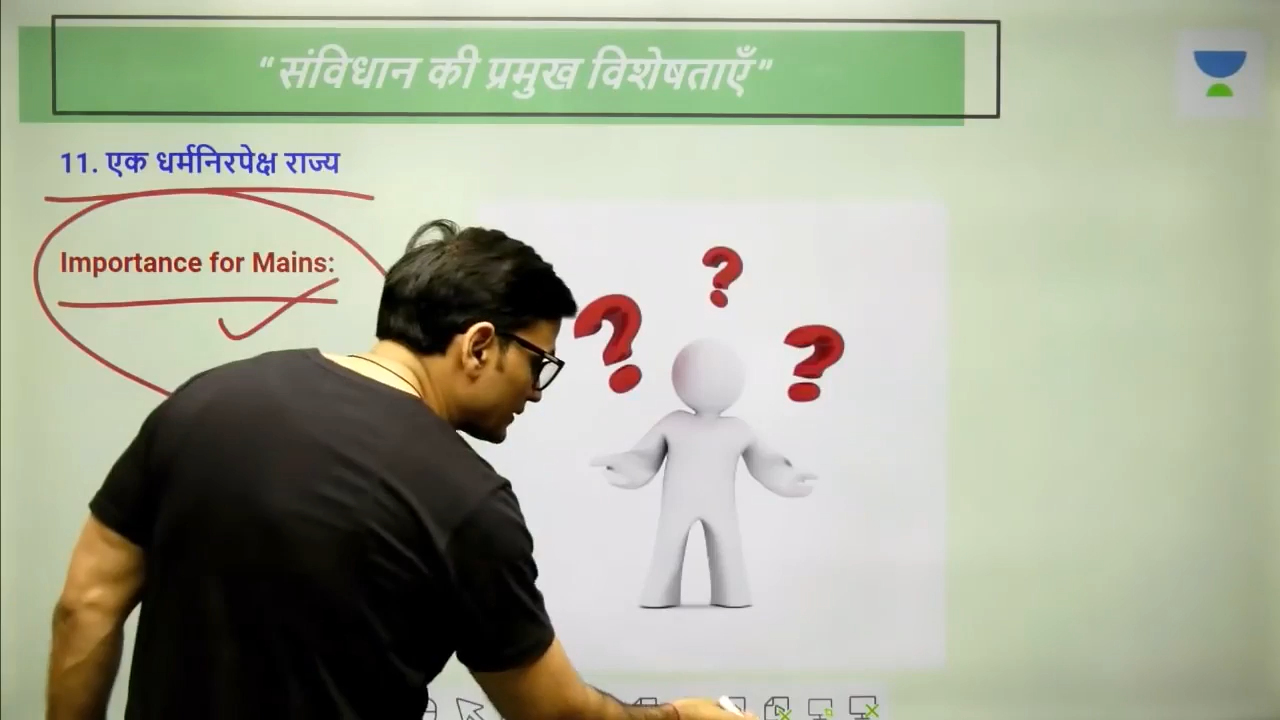 "संविधान की प्रमुख विशेषताएँ"
11. एक धर्मनिरपेक्ष राज्य
Importance for Mains: